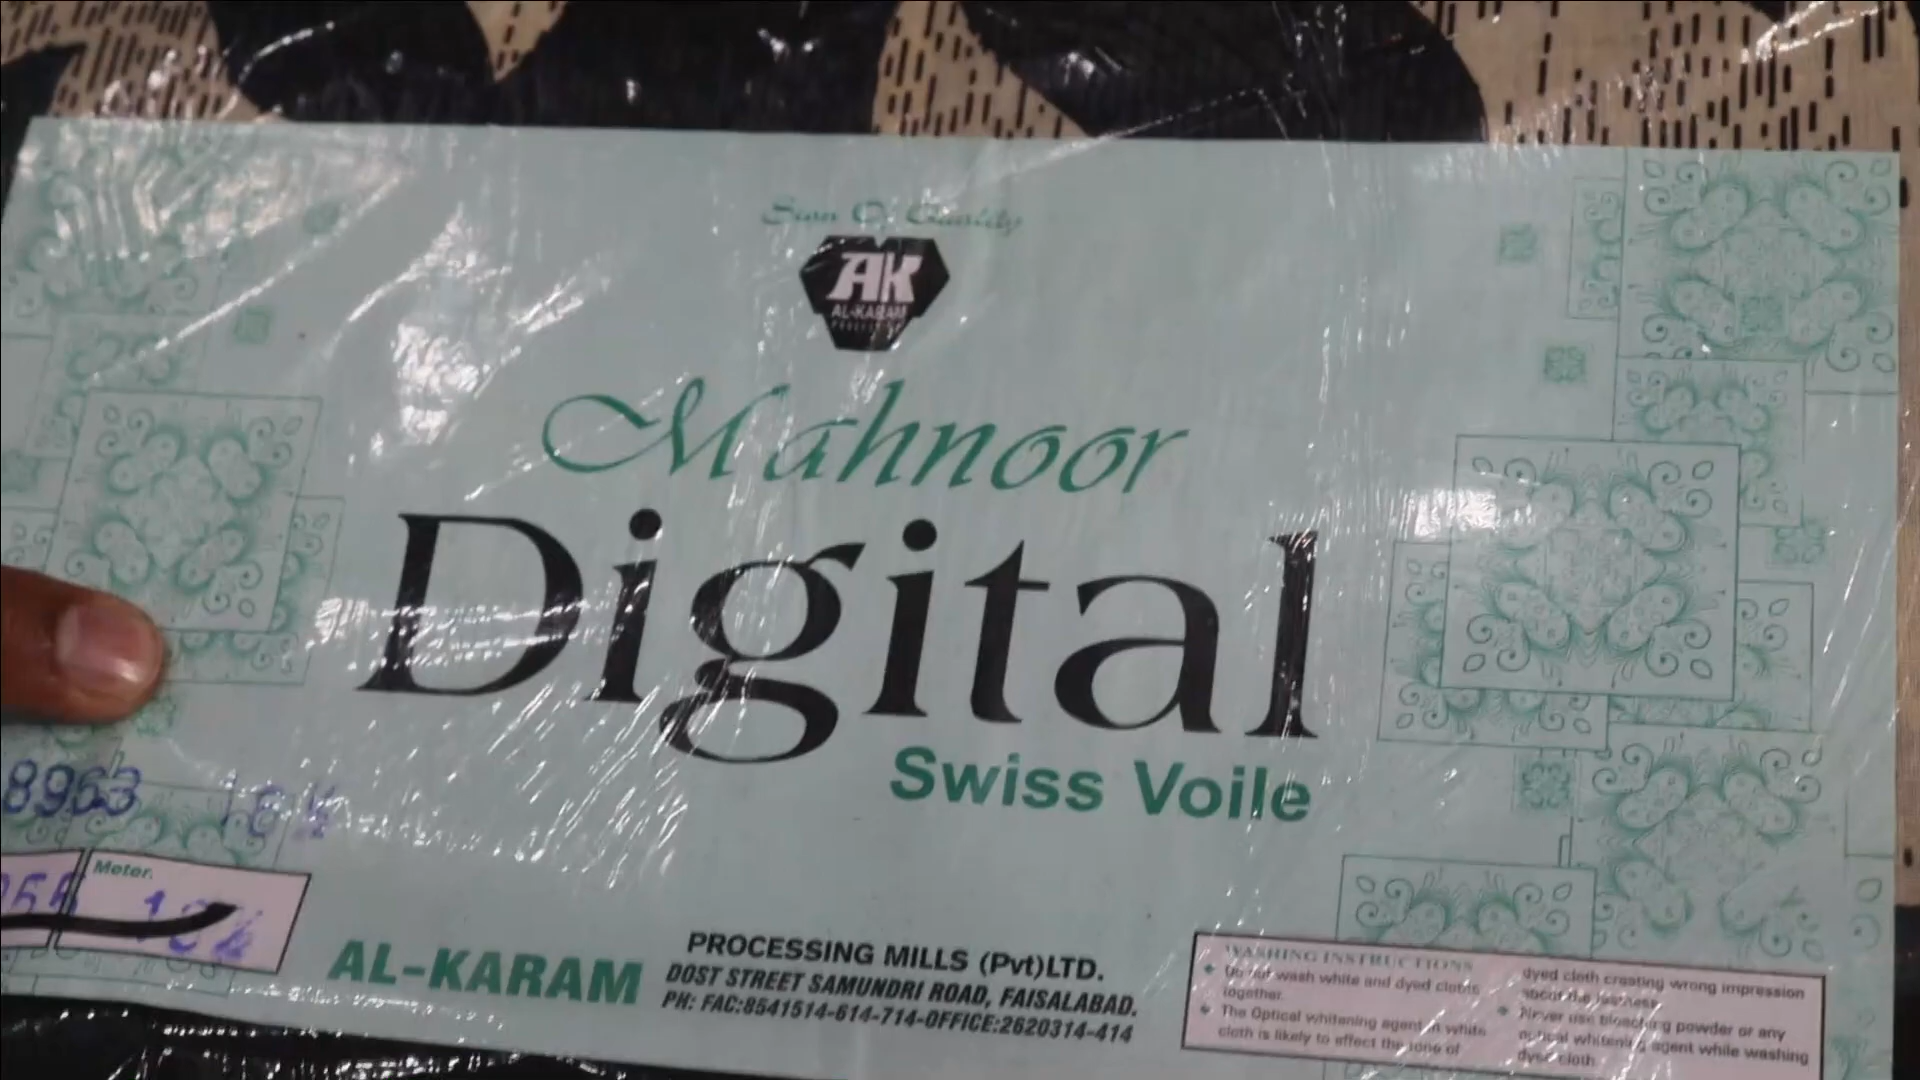 Sign Of Quality
AK
AL-KARAM
Mahnoor
Digital
Swiss Voile
8963 18 ½
Meter.
AL-KARAM
PROCESSING MILLS (Pvt)LTD.
DOST STREET SAMUNDRI ROAD, FAISALABAD.
PH: FAC:8541514-614-714-OFFICE:2620314-414
WASHING INSTRUCTIONS
Do not wash white and dyed cloths
together.
The Optical whitening agent in white
cloth is likely to effect the tone of
dyed cloth creating wrong impression
about the fastness.
Never use bleaching powder or any
optical whitening agent while washing
dyed cloth.